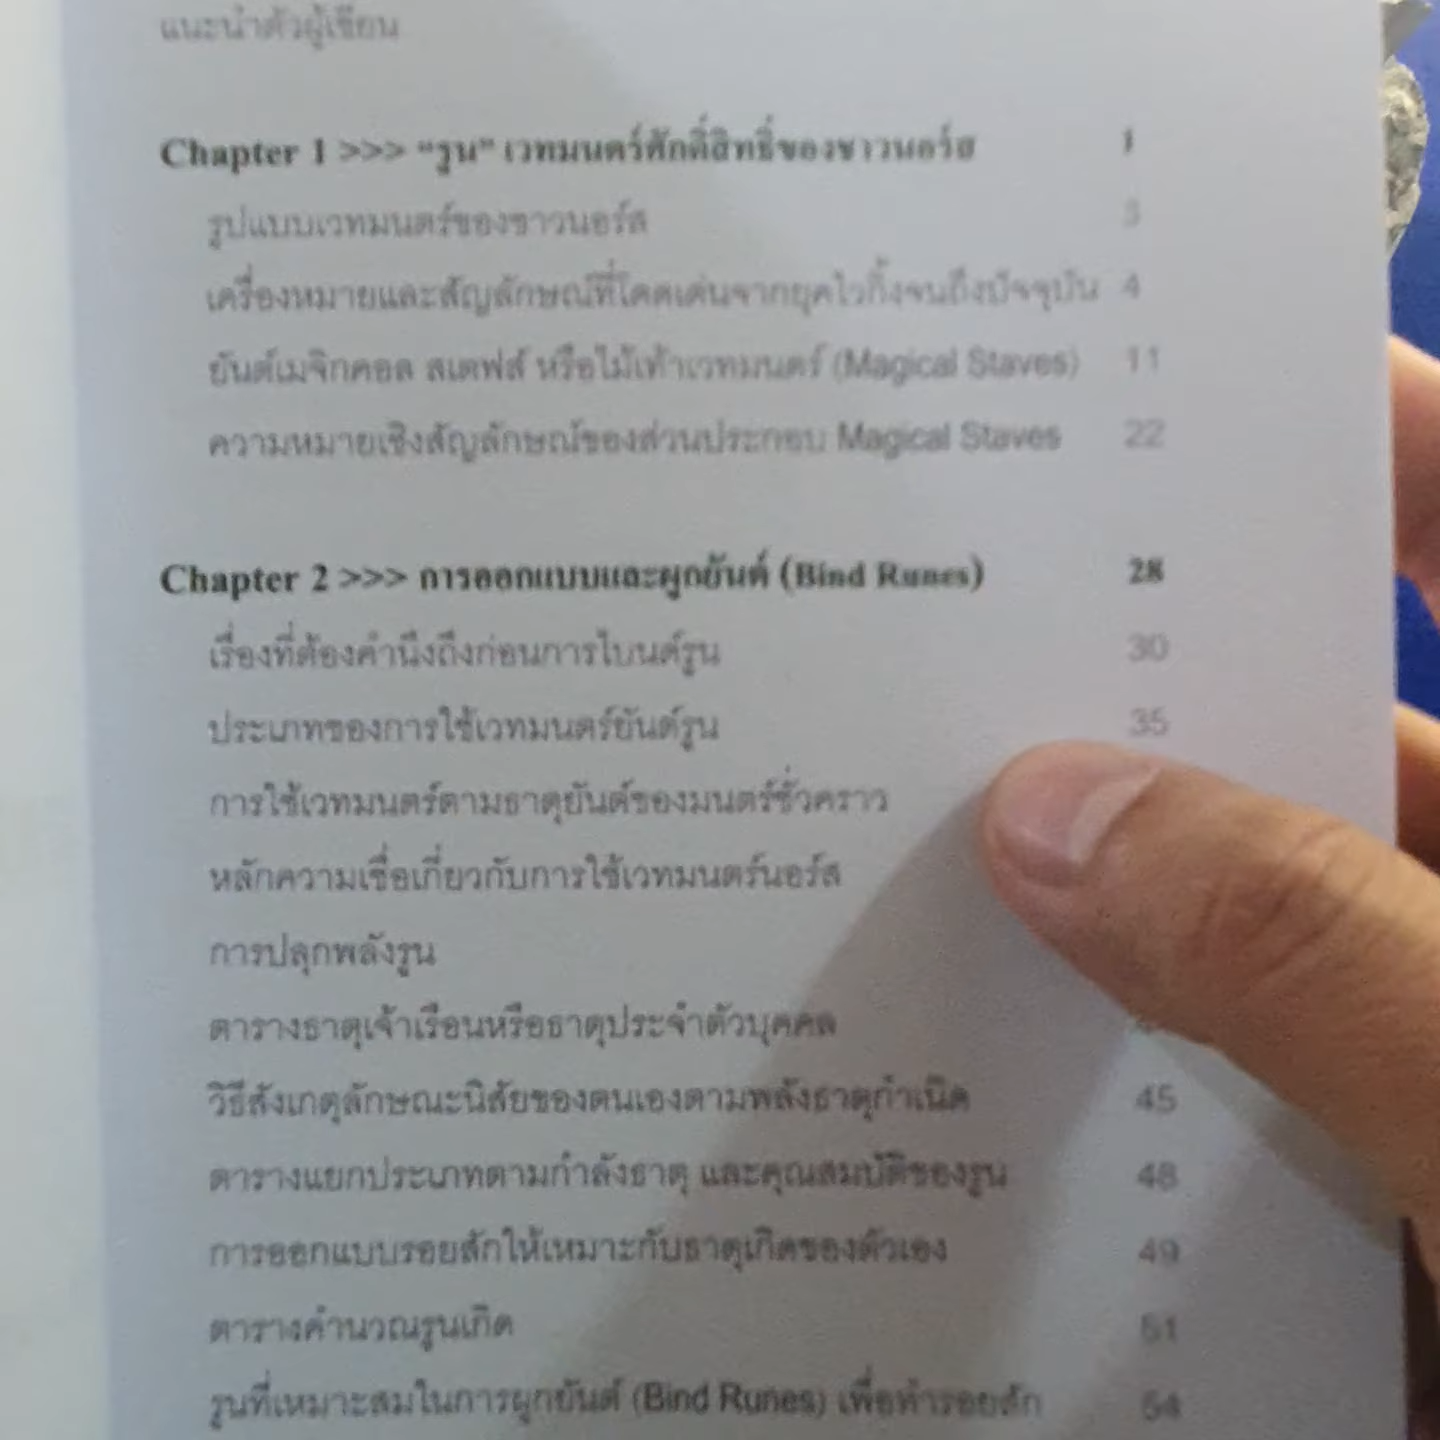 แนะนำตัวผู้เขียน
Chapter 1 >>> “รูน” เวทมนตร์ศักดิ์สิทธิ์ของชาวนอร์ส 1
รูปแบบเวทมนตร์ของชาวนอร์ส 3
เครื่องหมายและสัญลักษณ์ที่โดดเด่นจากยุคไวกิ้งจนถึงปัจจุบัน 4
ยันต์เมจิกคอล สเตฟส์ หรือไม้เท้าเวทมนตร์ (Magical Staves) 11
ความหมายเชิงสัญลักษณ์ของส่วนประกอบ Magical Staves 22
Chapter 2 >>> การออกแบบและผูกยันต์ (Bind Runes) 28
เรื่องที่ต้องคำนึงถึงก่อนการไบนด์รูน 30
ประเภทของการใช้เวทมนตร์ยันต์รูน 35
การใช้เวทมนตร์ตามธาตุยันต์ของมนตร์ชั่วคราว
หลักความเชื่อเกี่ยวกับการใช้เวทมนตร์นอร์ส
การปลุกพลังรูน
ตารางธาตุเจ้าเรือนหรือธาตุประจำตัวบุคคล
วิธีสังเกตุลักษณะนิสัยของตนเองตามพลังธาตุกำเนิด 45
ตารางแยกประเภทตามกำลังธาตุ และคุณสมบัติของรูน 48
การออกแบบรอยสักให้เหมาะกับธาตุเกิดของตัวเอง 49
ตารางคำนวณรูนเกิด 51
รูนที่เหมาะสมในการผูกยันต์ (Bind Runes) เพื่อทำรอยสัก 54